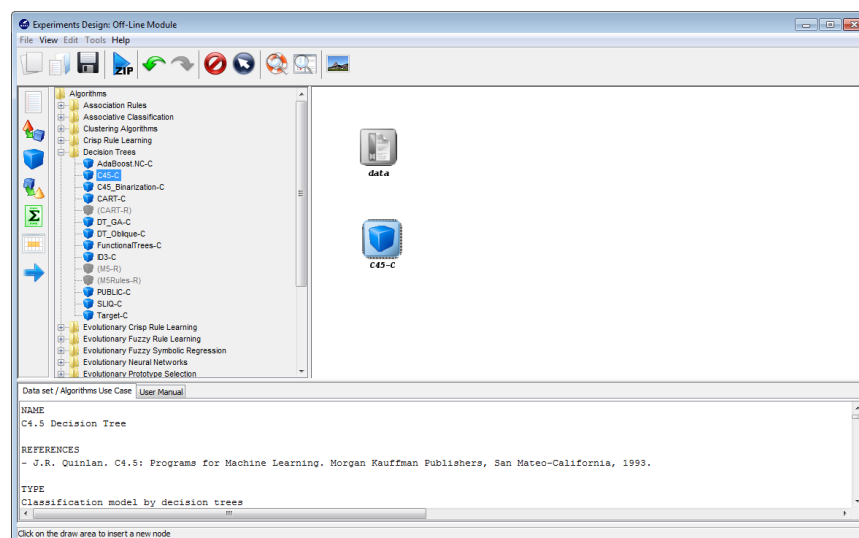 Experiments Design: Off-Line Module
File View Edit Tools Help
ZIP
Algorithms
Association Rules
Associative Classification
Clustering Algorithms
Crisp Rule Learning
Decision Trees
AdaBoost.NC-C
C45-C
C45_Binarization-C
CART-C
(CART-R)
DT_GA-C
DT_Oblique-C
FunctionalTrees-C
ID3-C
(M5-R)
(M5Rules-R)
PUBLIC-C
SLIQ-C
Target-C
Evolutionary Crisp Rule Learning
Evolutionary Fuzzy Rule Learning
Evolutionary Fuzzy Symbolic Regression
Evolutionary Neural Networks
Evolutionary Prototype Selection
Σ
data
C45-C
Data set / Algorithms Use Case User Manual
NAME
C4.5 Decision Tree
REFERENCES
- J.R. Quinlan. C4.5: Programs for Machine Learning. Morgan Kauffman Publishers, San Mateo-California, 1993.
TYPE
Classification model by decision trees
Click on the draw area to insert a new node